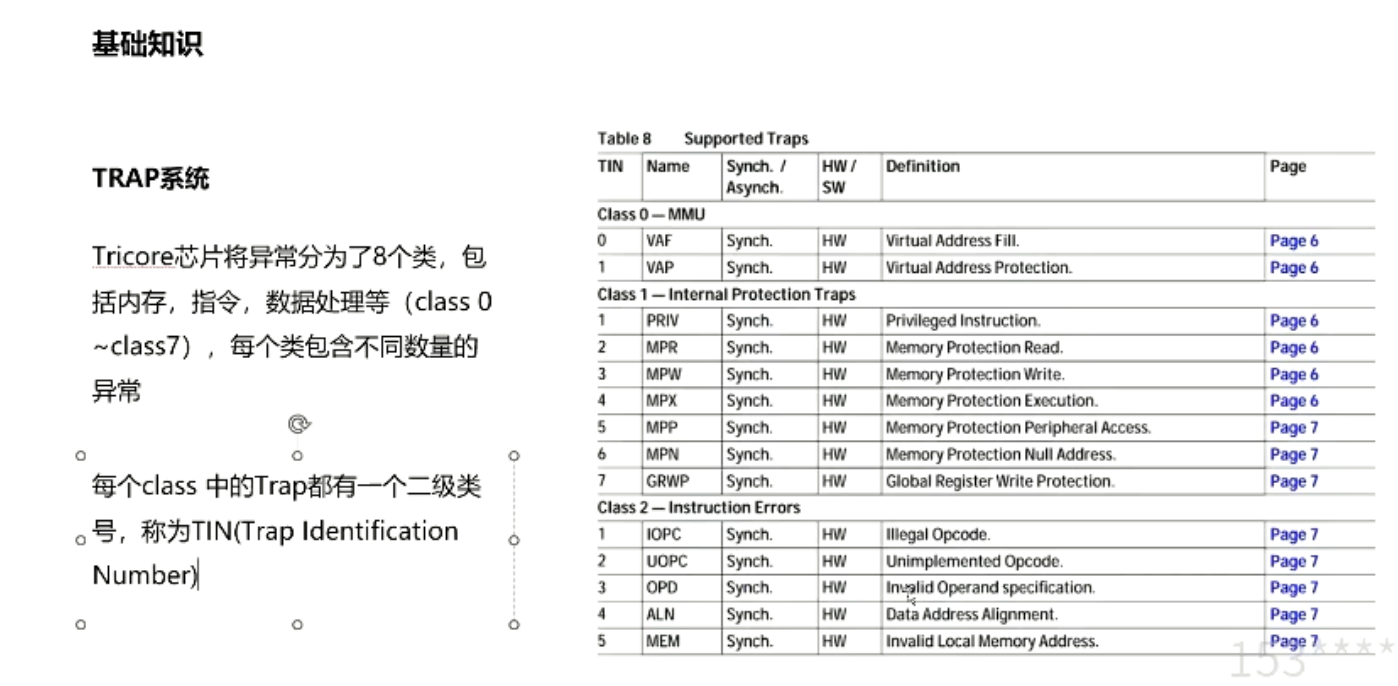 基础知识
TRAP系统
Tricore芯片将异常分为了8个类，包
括内存，指令，数据处理等（class 0
~class7），每个类包含不同数量的
异常
每个class 中的Trap都有一个二级类
号，称为TIN(Trap Identification
Number)
Table 8 Supported Traps
TIN Name Synch. / HW / Definition Page
Asynch. SW
Class 0 — MMU
0 VAF Synch. HW Virtual Address Fill. Page 6
1 VAP Synch. HW Virtual Address Protection. Page 6
Class 1 — Internal Protection Traps
1 PRIV Synch. HW Privileged Instruction. Page 6
2 MPR Synch. HW Memory Protection Read. Page 6
3 MPW Synch. HW Memory Protection Write. Page 6
4 MPX Synch. HW Memory Protection Execution. Page 6
5 MPP Synch. HW Memory Protection Peripheral Access. Page 7
6 MPN Synch. HW Memory Protection Null Address. Page 7
7 GRWP Synch. HW Global Register Write Protection. Page 7
Class 2 — Instruction Errors
1 IOPC Synch. HW Illegal Opcode. Page 7
2 UOPC Synch. HW Unimplemented Opcode. Page 7
3 OPD Synch. HW Invalid Operand specification. Page 7
4 ALN Synch. HW Data Address Alignment. Page 7
5 MEM Synch. HW Invalid Local Memory Address. Page 7
153****